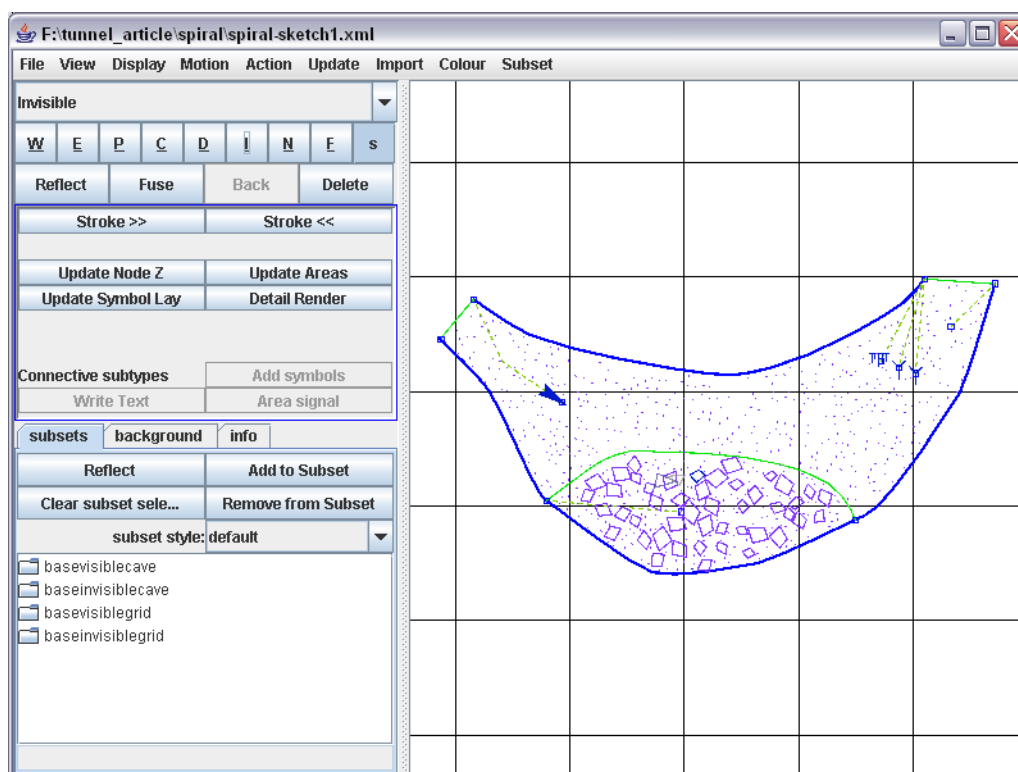 F:\tunnel_article\spiral\spiral-sketch1.xml
File View Display Motion Action Update Import Colour Subset
Invisible
W E P C D I N F s
Reflect Fuse Back Delete
Stroke >> Stroke <<
Update Node Z Update Areas
Update Symbol Lay Detail Render
Connective subtypes Add symbols
Write Text Area signal
subsets background info
Reflect Add to Subset
Clear subset sele... Remove from Subset
subset style: default
basevisiblecave
baseinvisiblecave
basevisiblegrid
baseinvisiblegrid